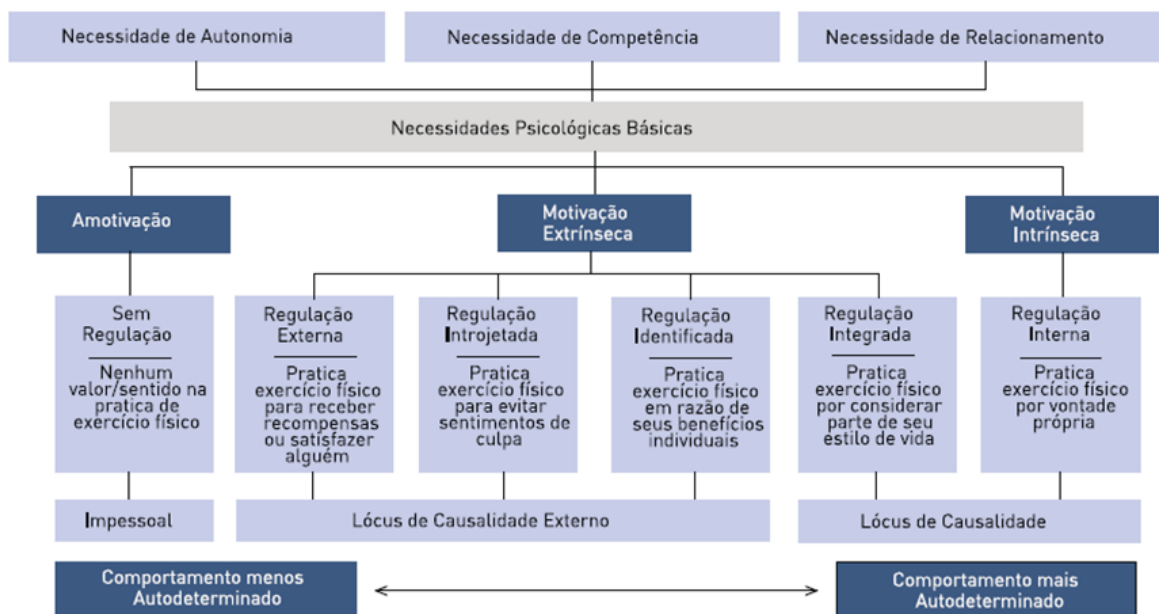 Necessidade de Autonomia
Necessidade de Competência
Necessidade de Relacionamento
Necessidades Psicológicas Básicas
Amotivação
Motivação
Extrínseca
Motivação
Intrínseca
Sem
Regulação
Nenhum
valor/sentido na
pratica de
exercício físico
Regulação
Externa
Pratica
exercício físico
para receber
recompensas
ou satisfazer
alguém
Regulação
Introjetada
Pratica
exercício físico
para evitar
sentimentos de
culpa
Regulação
Identificada
Pratica
exercício físico
em razão de
seus benefícios
individuais
Regulação
Integrada
Pratica
exercício físico
por considerar
parte de seu
estilo de vida
Regulação
Interna
Pratica
exercício físico
por vontade
própria
Impessoal
Lócus de Causalidade Externo
Lócus de Causalidade
Comportamento menos
Autodeterminado
Comportamento mais
Autodeterminado